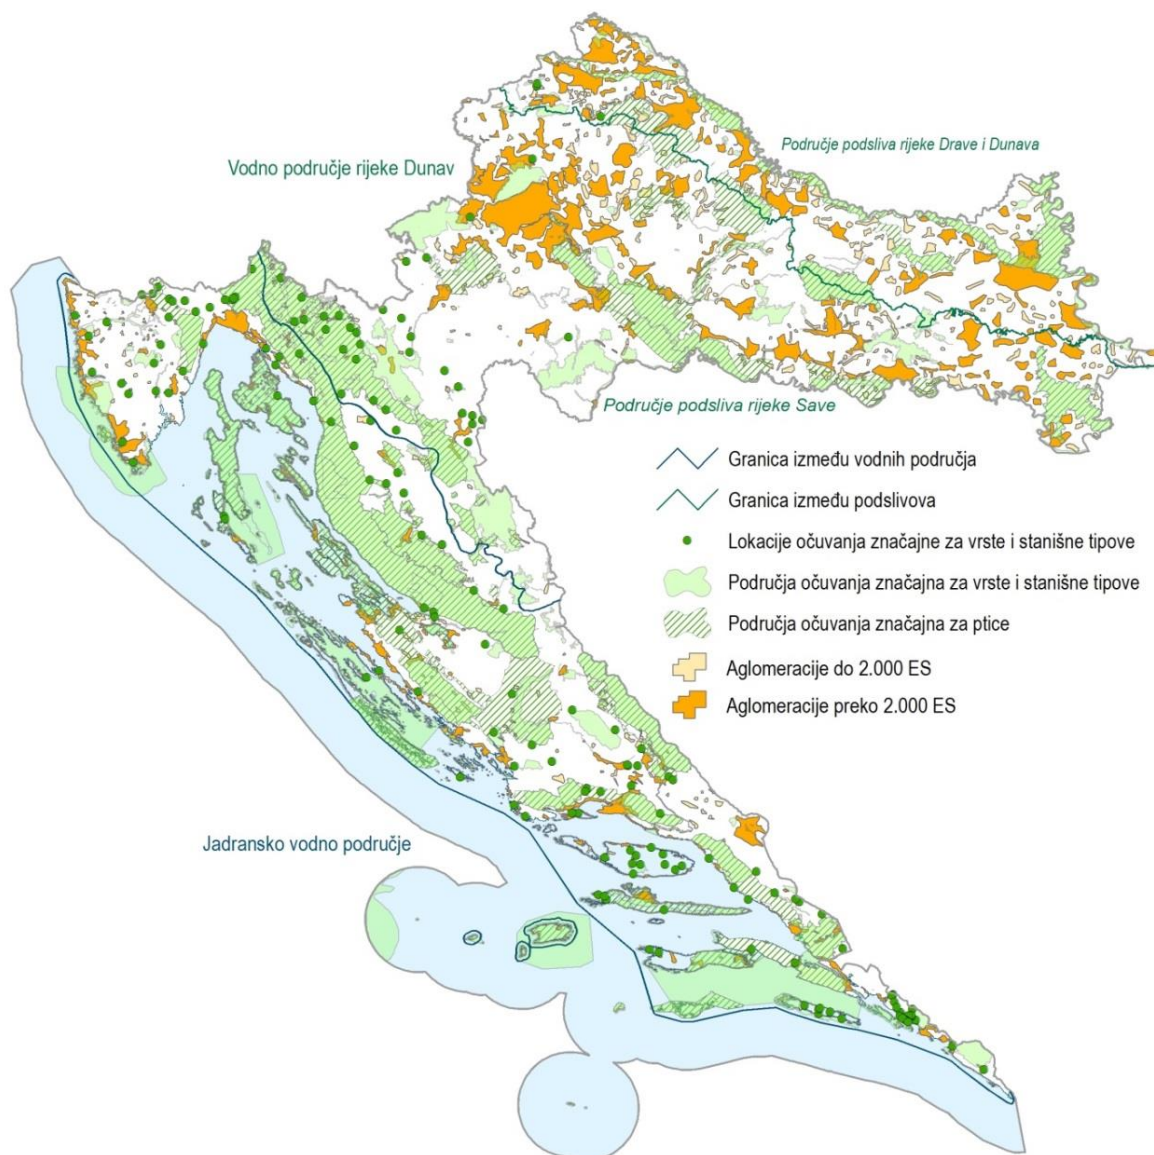 Područje podsliva rijeke Drave i Dunava
Vodno područje rijeke Dunav
Područje podsliva rijeke Save
Granica između vodnih područja
Granica između podslivova
Lokacije očuvanja značajne za vrste i stanišne tipove
Područja očuvanja značajna za vrste i stanišne tipove
Područja očuvanja značajna za ptice
Aglomeracije do 2.000 ES
Aglomeracije preko 2.000 ES
Jadransko vodno područje